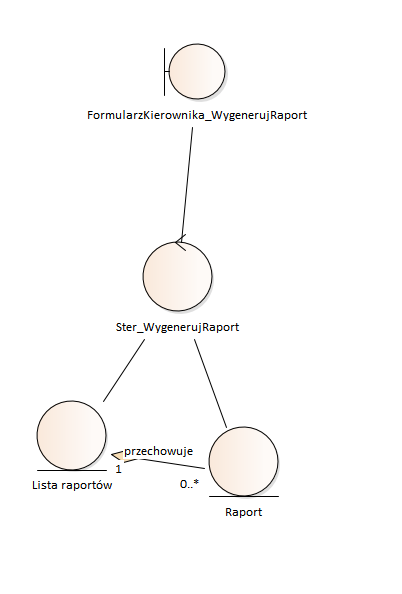 FormularzKierownika_WygenerujRaport
Ster_WygenerujRaport
przechowuje
1
0..*
Lista raportów
Raport